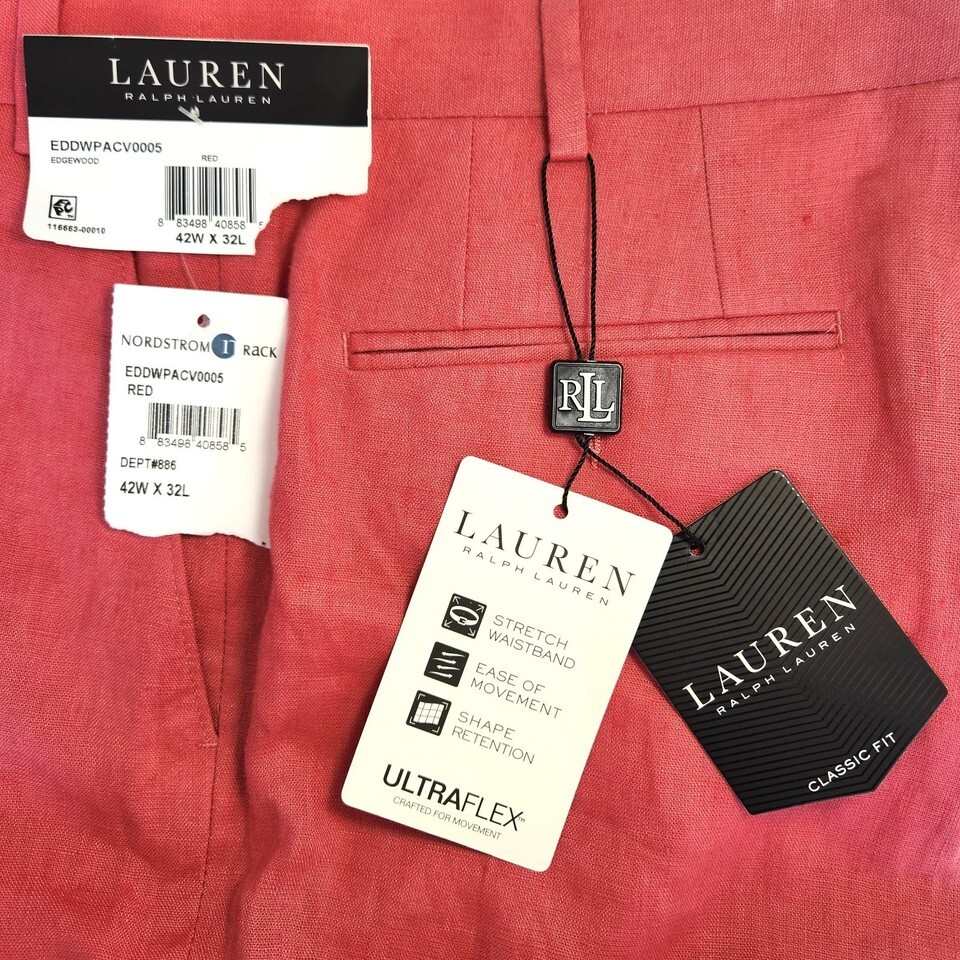 LAUREN
RALPH LAUREN
EDDWPACV0005
EDGEWOOD
RED
8 83498 40858 5
116663-00010
42W X 32L
NORDSTROM r RACK
EDDWPACV0005
RED
8 83498 40858 5
DEPT#886
42W X 32L
RLL
LAUREN
RALPH LAUREN
STRETCH
WAISTBAND
EASE OF
MOVEMENT
SHAPE
RETENTION
ULTRAFLEX™
CRAFTED FOR MOVEMENT
LAUREN
RALPH LAUREN
CLASSIC FIT